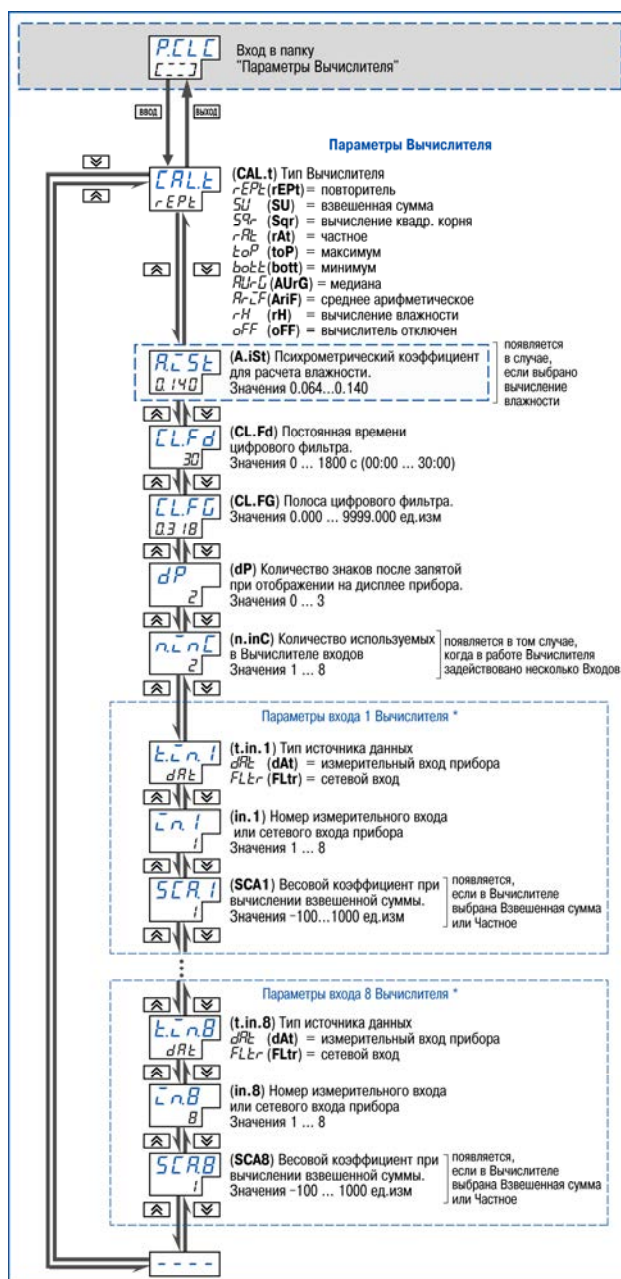 P.CLC
[---]
Вход в папку
"Параметры Вычислителя"
ВВОД
ВЫХОД
Параметры Вычислителя
CAL.t
rEPt
(CAL.t) Тип Вычислителя
rEPt (rEPt) = повторитель
SU (SU) = взвешенная сумма
Sqr (Sqr) = вычисление квадр. корня
rAt (rAt) = частное
toP (toP) = максимум
bott (bott) = минимум
AUrG (AUrG) = медиана
AriF (AriF) = среднее арифметическое
rH (rH) = вычисление влажности
oFF (oFF) = вычислитель отключен
A.iSt
0.140
(A.iSt) Психрометрический коэффициент
для расчета влажности.
Значения 0.064...0.140
появляется
в случае,
если выбрано
вычисление
влажности
CL.Fd
30
(CL.Fd) Постоянная времени
цифрового фильтра.
Значения 0 ... 1800 с (00:00 ... 30:00)
CL.FG
0.318
(CL.FG) Полоса цифрового фильтра.
Значения 0.000 ... 9999.000 ед.изм
dP
2
(dP) Количество знаков после запятой
при отображении на дисплее прибора.
Значения 0 ... 3
n.inC
2
(n.inC) Количество используемых
в Вычислителе входов
Значения 1 ... 8
появляется в том случае,
когда в работе Вычислителя
задействовано несколько Входов
Параметры входа 1 Вычислителя *
t.in.1
dAt
(t.in.1) Тип источника данных
dAt (dAt) = измерительный вход прибора
FLtr (FLtr) = сетевой вход
in.1
1
(in.1) Номер измерительного входа
или сетевого входа прибора
Значения 1 ... 8
SCA.1
1
(SCA1) Весовой коэффициент при
вычислении взвешенной суммы.
Значения -100...1000 ед.изм
появляется,
если в Вычислителе
выбрана Взвешенная сумма
или Частное
Параметры входа 8 Вычислителя *
t.in.8
dAt
(t.in.8) Тип источника данных
dAt (dAt) = измерительный вход прибора
FLtr (FLtr) = сетевой вход
in.8
8
(in.8) Номер измерительного входа
или сетевого входа прибора
Значения 1 ... 8
SCA.8
1
(SCA8) Весовой коэффициент при
вычислении взвешенной суммы.
Значения -100 ... 1000 ед.изм
появляется,
если в Вычислителе
выбрана Взвешенная сумма
или Частное
- - - -